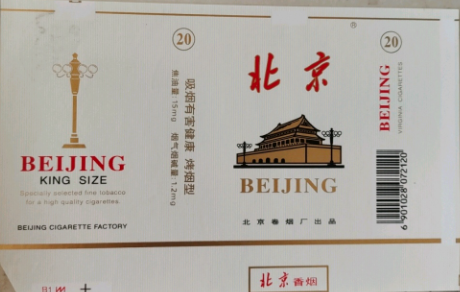 BEIJING
KING SIZE
Specially selected fine tobacco
for a high quality cigarettes
BEIJING CIGARETTE FACTORY
20
吸烟有害健康 烤烟型
焦油量:15mg 烟气烟碱量:1.2mg
北京
®
BEIJING
北京卷烟厂出品
北京香烟
20
BEIJING
VIRGINIA CIGARETTES
6901028072120